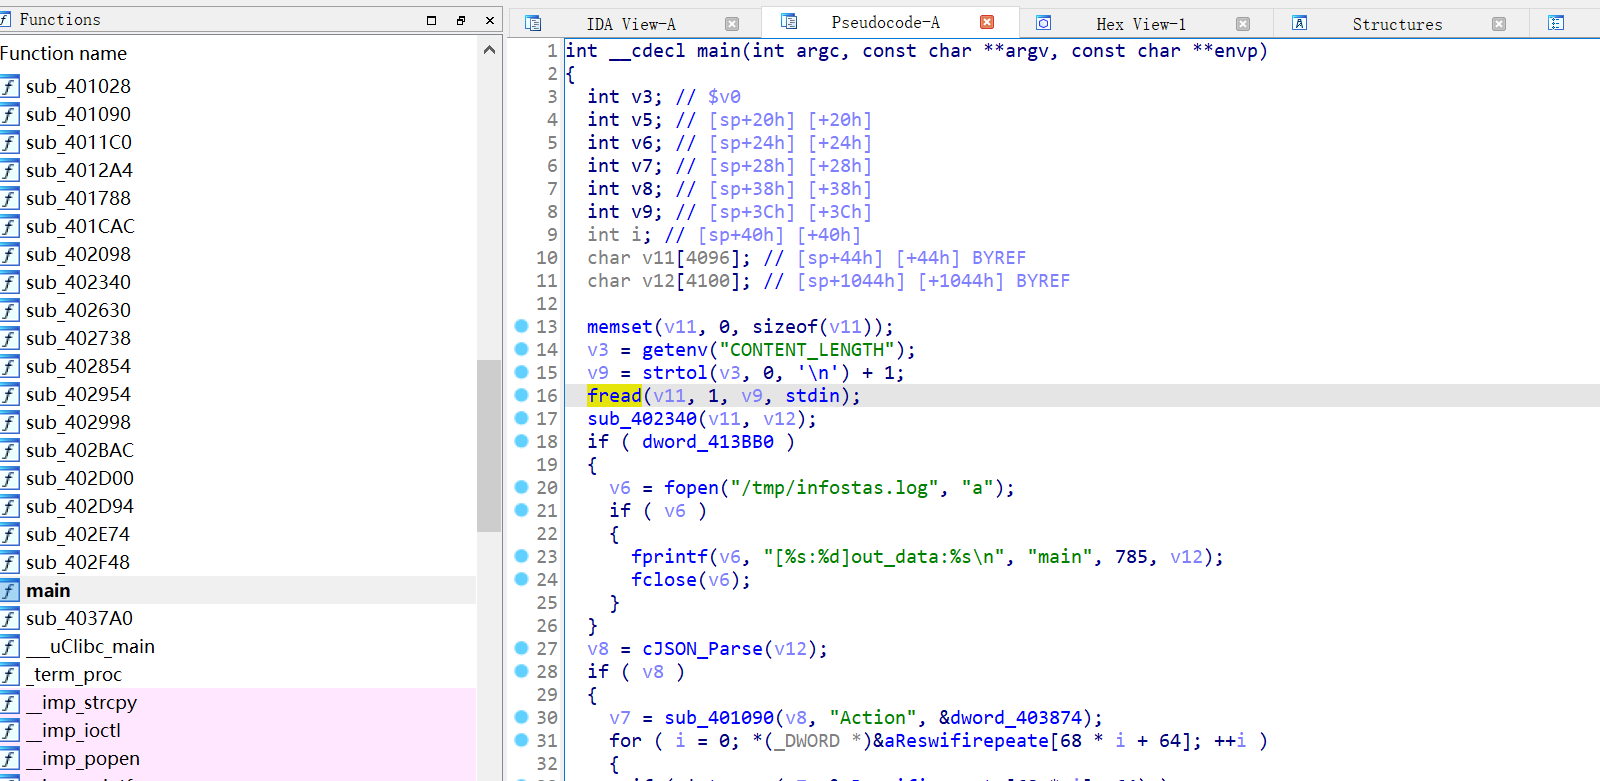 Functions
Function name
sub_401028
sub_401090
sub_4011C0
sub_4012A4
sub_401788
sub_401CAC
sub_402098
sub_402340
sub_402630
sub_402738
sub_402854
sub_402954
sub_402998
sub_402BAC
sub_402D00
sub_402D94
sub_402E74
sub_402F48
main
sub_4037A0
__uClibc_main
_term_proc
__imp_strcpy
__imp_ioctl
__imp_popen
IDA View-A
Pseudocode-A
Hex View-1
Structures
1 int __cdecl main(int argc, const char **argv, const char **envp)
2 {
3 int v3; // $v0
4 int v5; // [sp+20h] [+20h]
5 int v6; // [sp+24h] [+24h]
6 int v7; // [sp+28h] [+28h]
7 int v8; // [sp+38h] [+38h]
8 int v9; // [sp+3Ch] [+3Ch]
9 int i; // [sp+40h] [+40h]
10 char v11[4096]; // [sp+44h] [+44h] BYREF
11 char v12[4100]; // [sp+1044h] [+1044h] BYREF
12
13 memset(v11, 0, sizeof(v11));
14 v3 = getenv("CONTENT_LENGTH");
15 v9 = strtol(v3, 0, '\n') + 1;
16 fread(v11, 1, v9, stdin);
17 sub_402340(v11, v12);
18 if ( dword_413BB0 )
19 {
20 v6 = fopen("/tmp/infostas.log", "a");
21 if ( v6 )
22 {
23 fprintf(v6, "[%s:%d]out_data:%s\n", "main", 785, v12);
24 fclose(v6);
25 }
26 }
27 v8 = cJSON_Parse(v12);
28 if ( v8 )
29 {
30 v7 = sub_401090(v8, "Action", &dword_403874);
31 for ( i = 0; *(_DWORD *)&aReswifirepeate[68 * i + 64]; ++i )
32 {